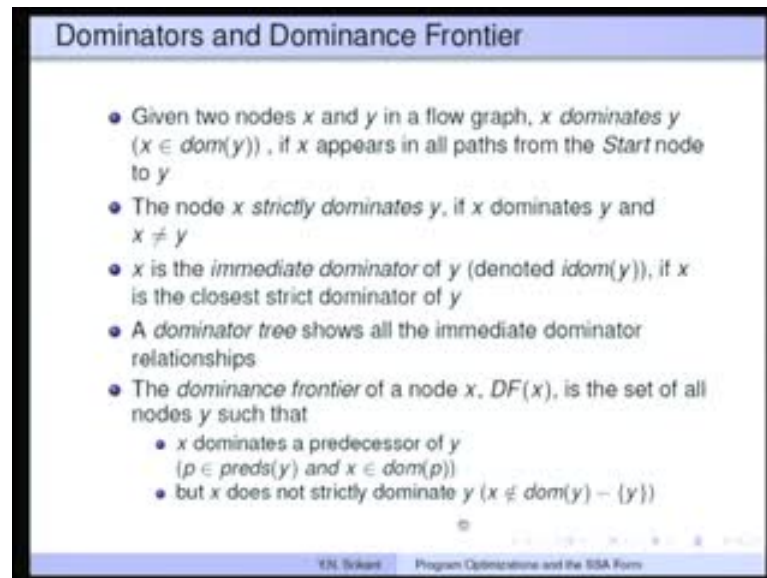 Dominators and Dominance Frontier
Given two nodes x and y in a flow graph, x dominates y
(x ∈ dom(y)) , if x appears in all paths from the Start node
to y
The node x strictly dominates y, if x dominates y and
x ≠ y
x is the immediate dominator of y (denoted idom(y)), if x
is the closest strict dominator of y
A dominator tree shows all the immediate dominator
relationships
The dominance frontier of a node x, DF(x), is the set of all
nodes y such that
x dominates a predecessor of y
(p ∈ preds(y) and x ∈ dom(p))
but x does not strictly dominate y (x ∉ dom(y) − {y})
Y.N. Srikant Program Optimizations and the SSA Form